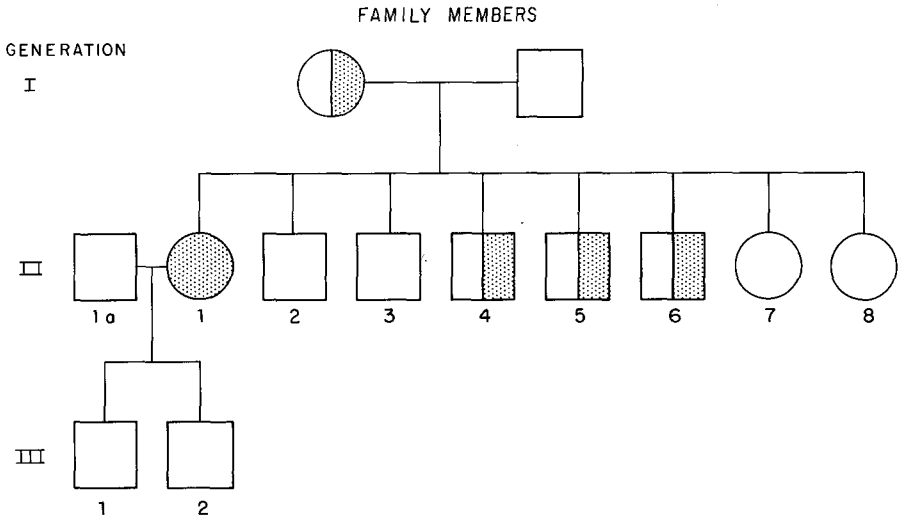 FAMILY MEMBERS
GENERATION
I
II
1a 1 2 3 4 5 6 7 8
III
1 2